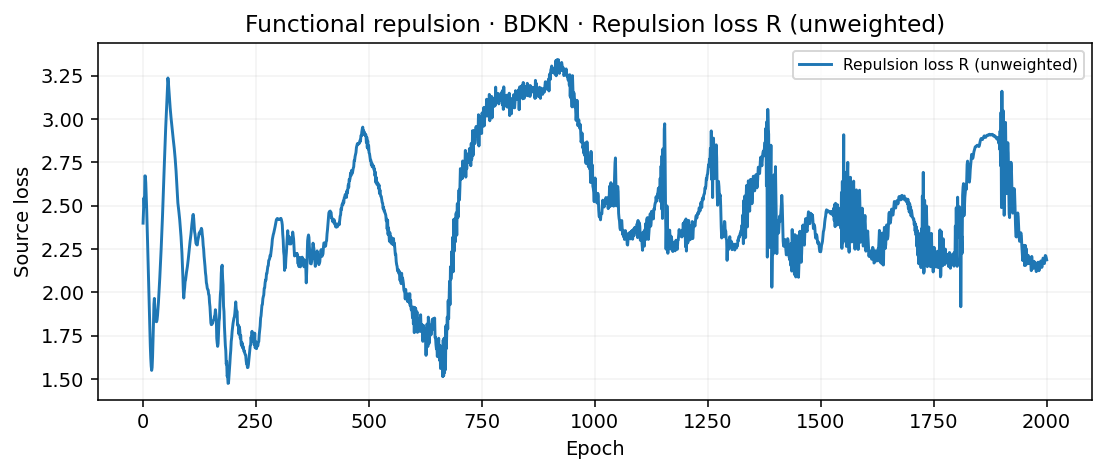 Functional repulsion · BDKN · Repulsion loss R (unweighted)
Repulsion loss R (unweighted)
Source loss
3.25
3.00
2.75
2.50
2.25
2.00
1.75
1.50
0 250 500 750 1000 1250 1500 1750 2000
Epoch